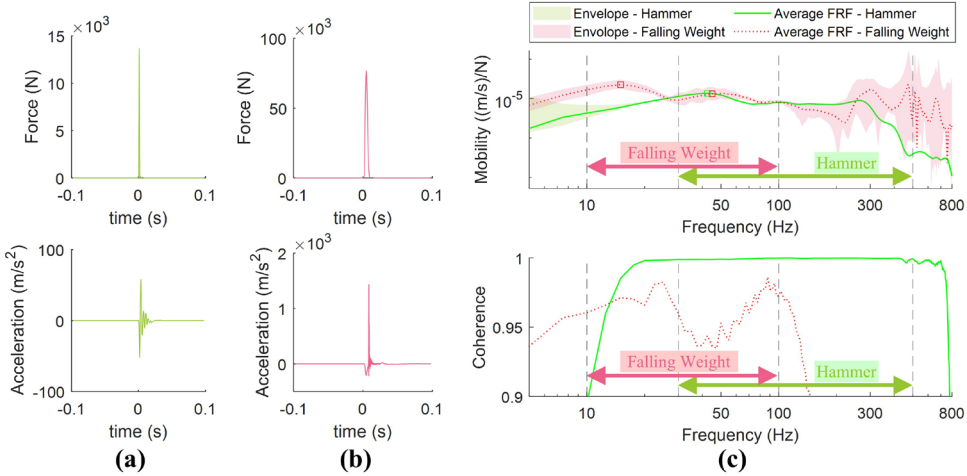 15 ×10³
10
5
0
Force (N)
-0.1 0 0.1
time (s)
100
0
-100
Acceleration (m/s²)
-0.1 0 0.1
time (s)
(a)
100 ×10³
50
0
Force (N)
-0.1 0 0.1
time (s)
×10³
2
1
0
Acceleration (m/s²)
-0.1 0 0.1
time (s)
(b)
Envelope - Hammer Average FRF - Hammer
Envelope - Falling Weight Average FRF - Falling Weight
10⁻⁵
Mobility ((m/s)/N)
Falling Weight
Hammer
10 50 100 300 800
Frequency (Hz)
1
0.95
0.9
Coherence
Falling Weight
Hammer
10 50 100 300 800
Frequency (Hz)
(c)